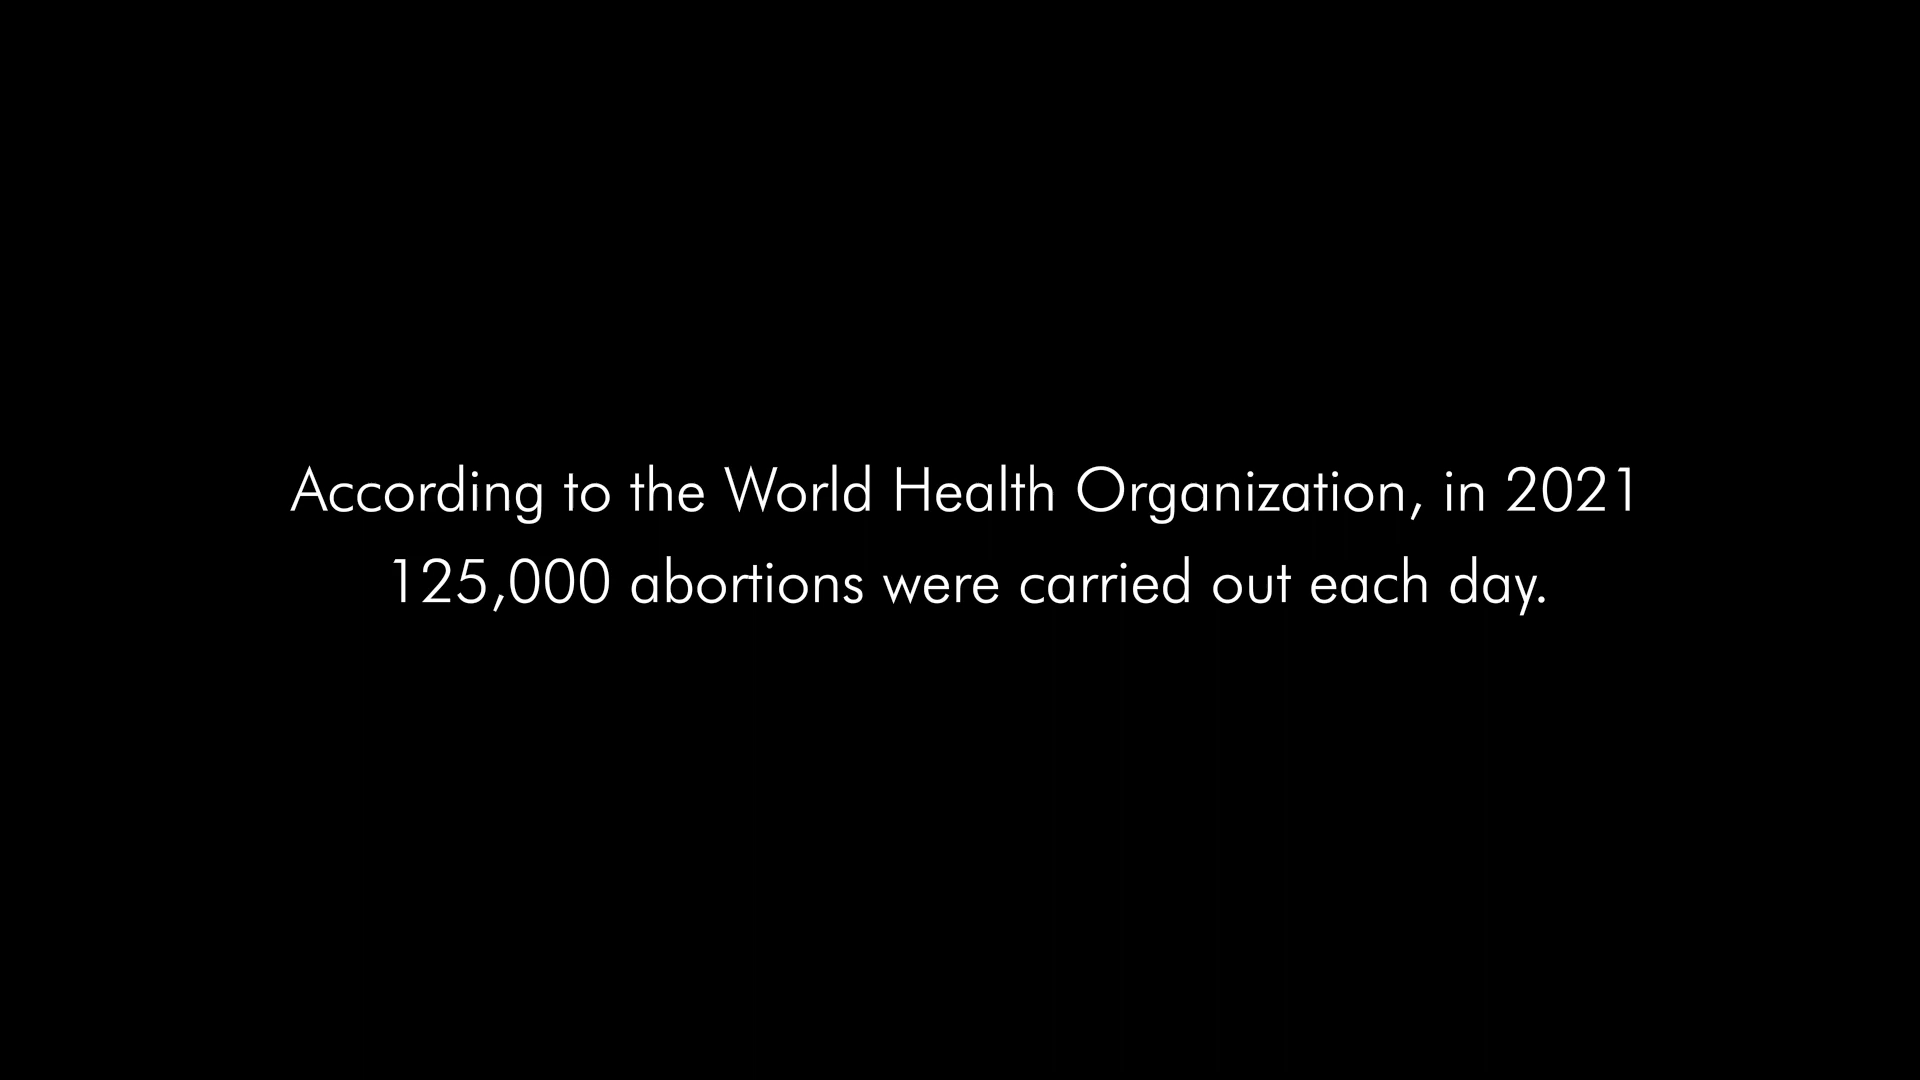 According to the World Health Organization, in 2021
125,000 abortions were carried out each day.